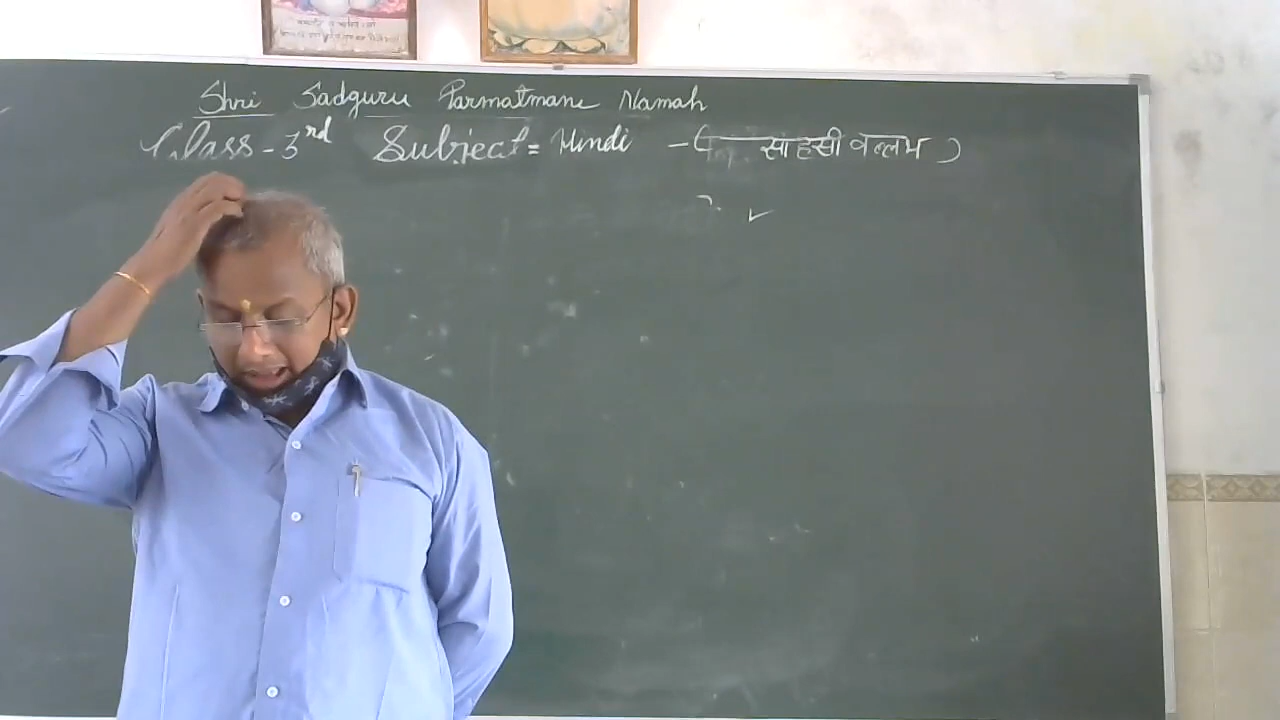 Shri Sadguru Parmatmane Namah
Class - 3rd Subject = Hindi - ( साहसी वल्लभ )